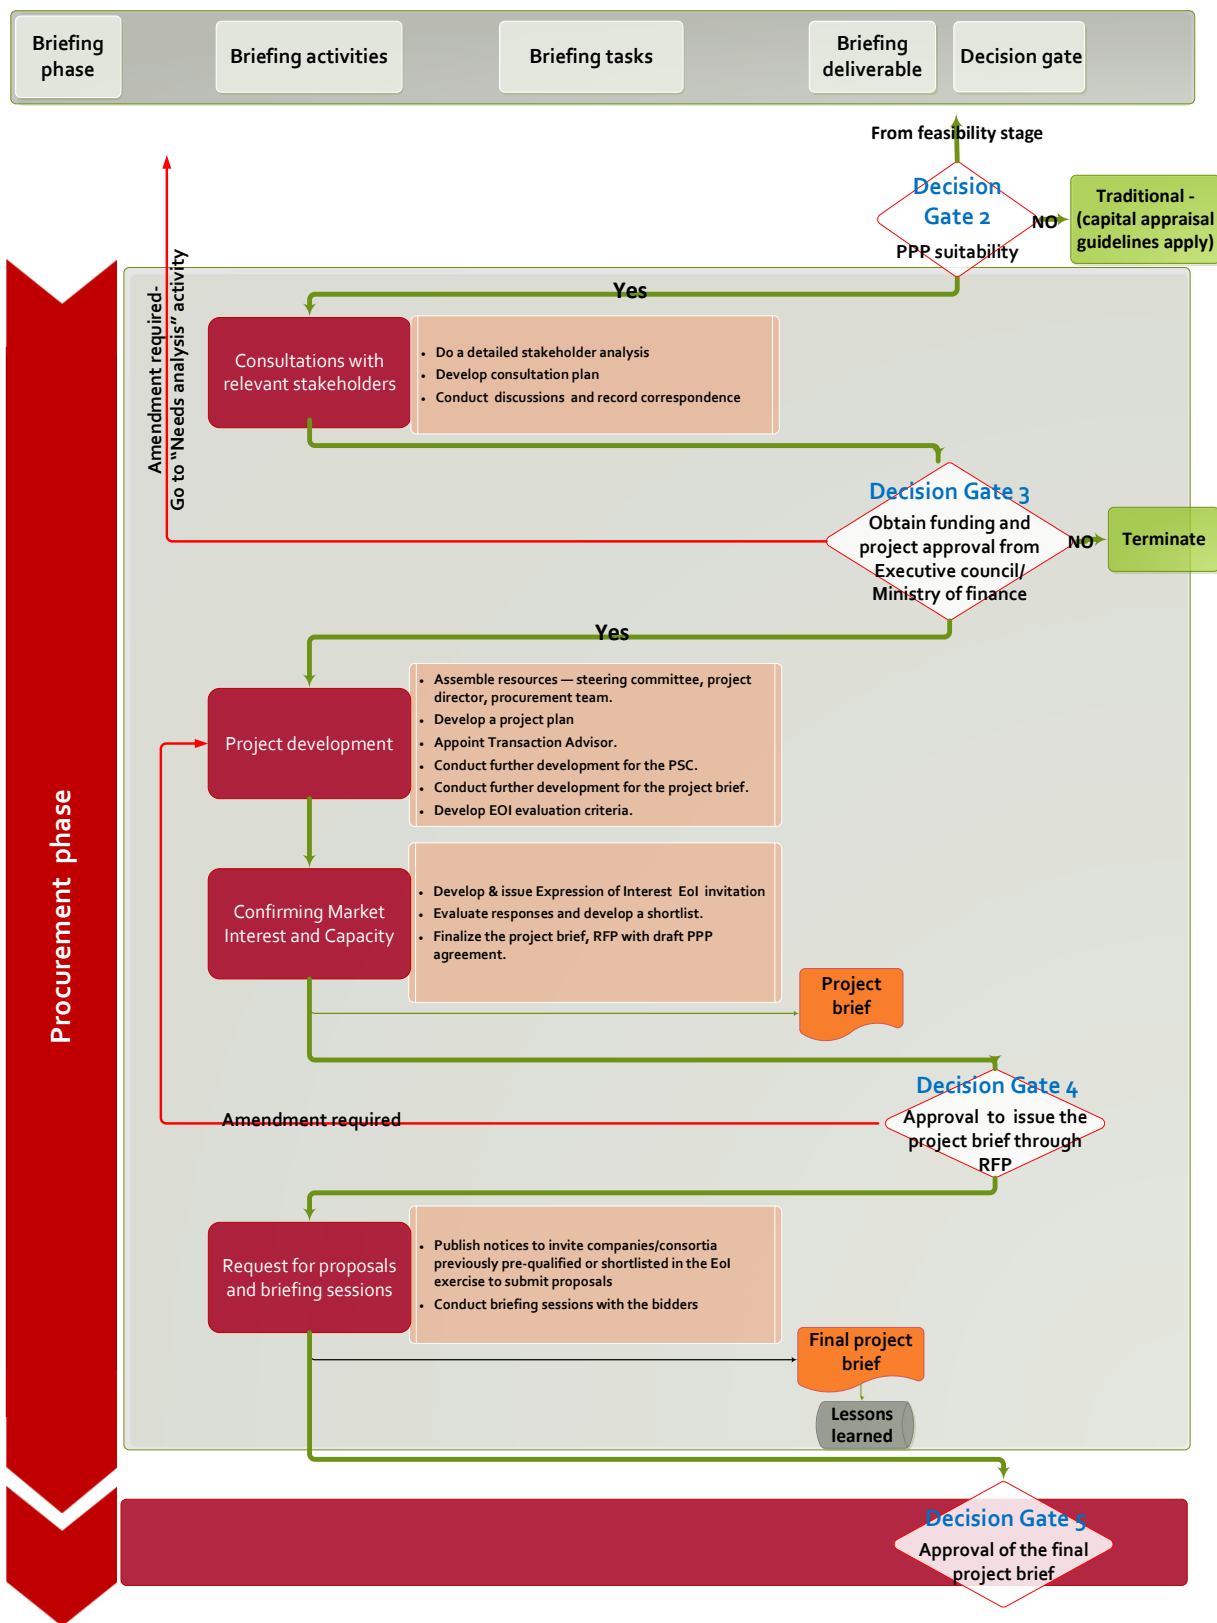 Briefing
phase
Briefing activities
Briefing tasks
Briefing
deliverable
Decision gate
From feasibility stage
Decision
Gate 2
PPP suitability
NO
Traditional -
(capital appraisal
guidelines apply)
Yes
Amendment required-
Go to "Needs analysis" activity
Consultations with
relevant stakeholders
• Do a detailed stakeholder analysis
• Develop consultation plan
• Conduct discussions and record correspondence
Decision Gate 3
Obtain funding and
project approval from
Executive council/
Ministry of finance
NO
Terminate
Yes
Procurement phase
Project development
• Assemble resources — steering committee, project
director, procurement team.
• Develop a project plan
• Appoint Transaction Advisor.
• Conduct further development for the PSC.
• Conduct further development for the project brief.
• Develop EOI evaluation criteria.
Confirming Market
Interest and Capacity
• Develop & issue Expression of Interest EoI invitation
• Evaluate responses and develop a shortlist.
• Finalize the project brief, RFP with draft PPP
agreement.
Project
brief
Decision Gate 4
Approval to issue the
project brief through
RFP
Amendment required
Request for proposals
and briefing sessions
• Publish notices to invite companies/consortia
previously pre-qualified or shortlisted in the EoI
exercise to submit proposals
• Conduct briefing sessions with the bidders
Final project
brief
Lessons
learned
Decision Gate 5
Approval of the final
project brief